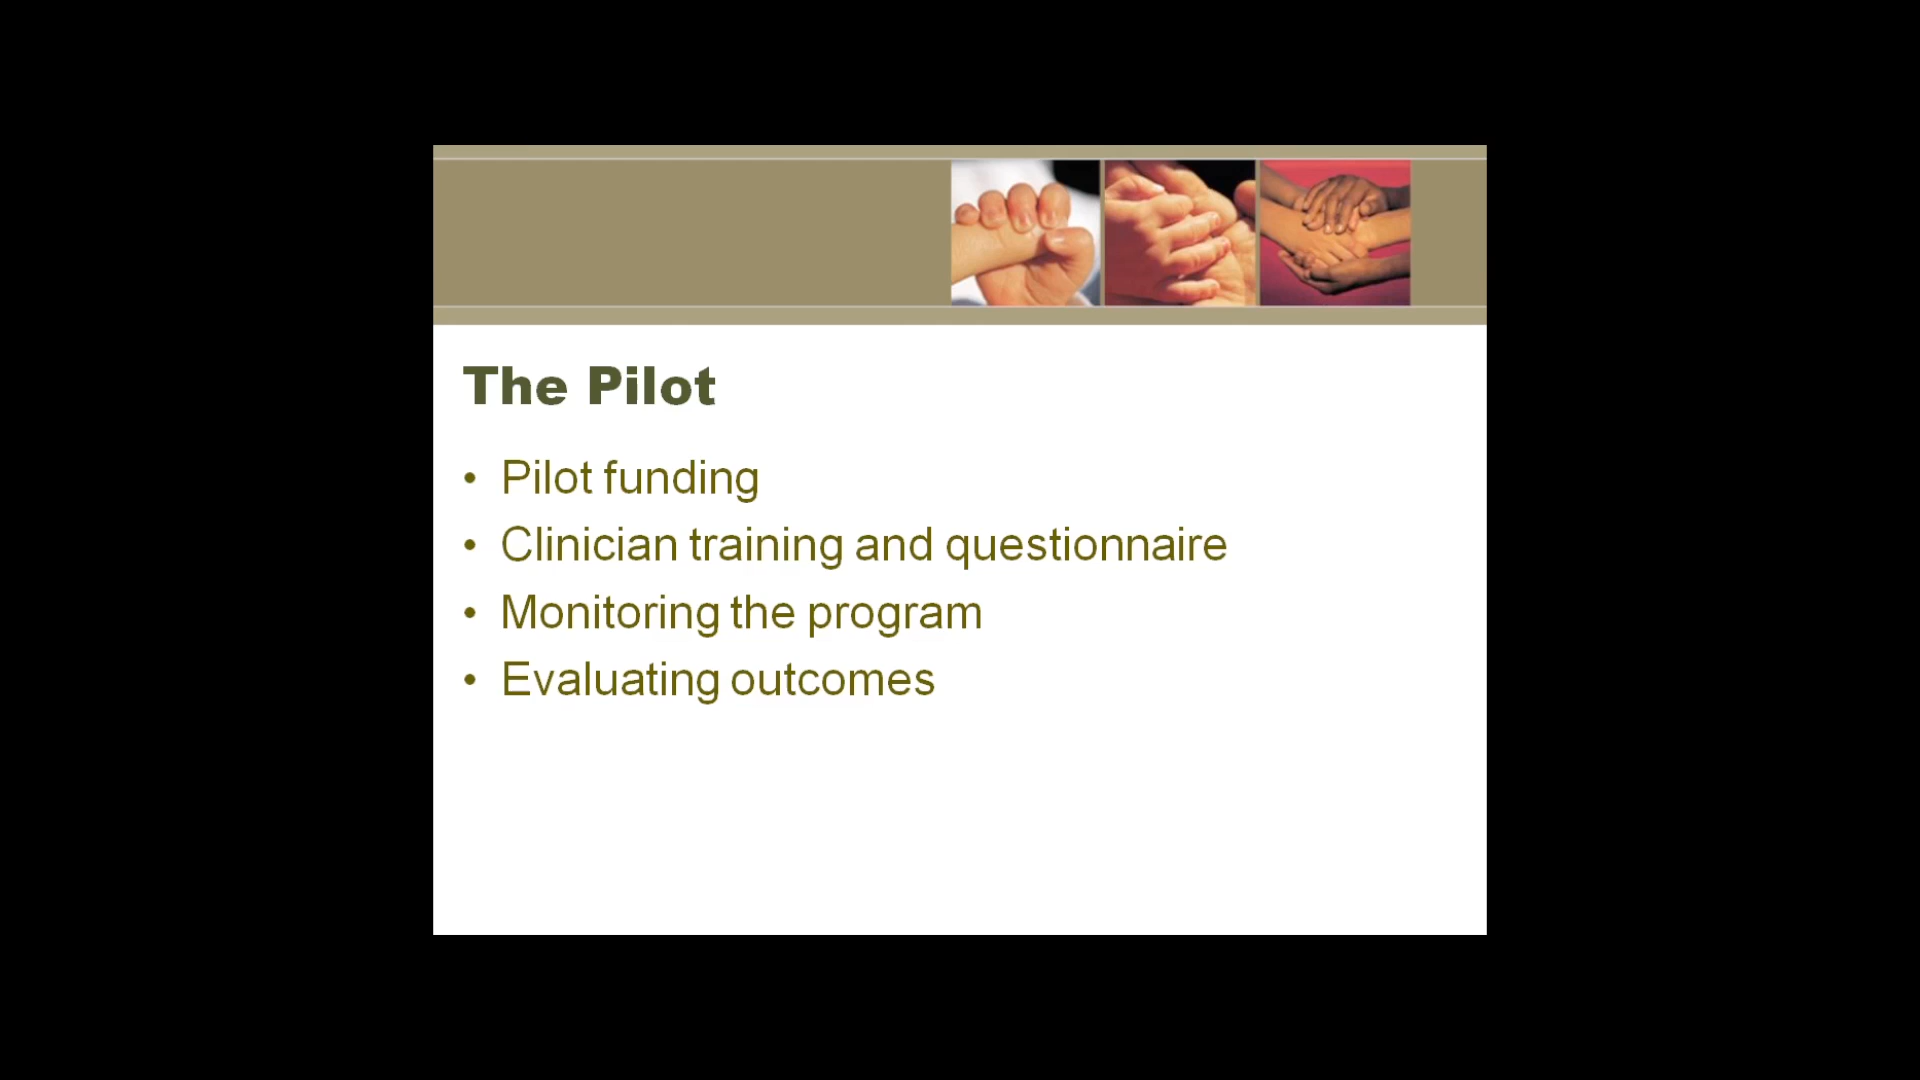 The Pilot
• Pilot funding
• Clinician training and questionnaire
• Monitoring the program
• Evaluating outcomes